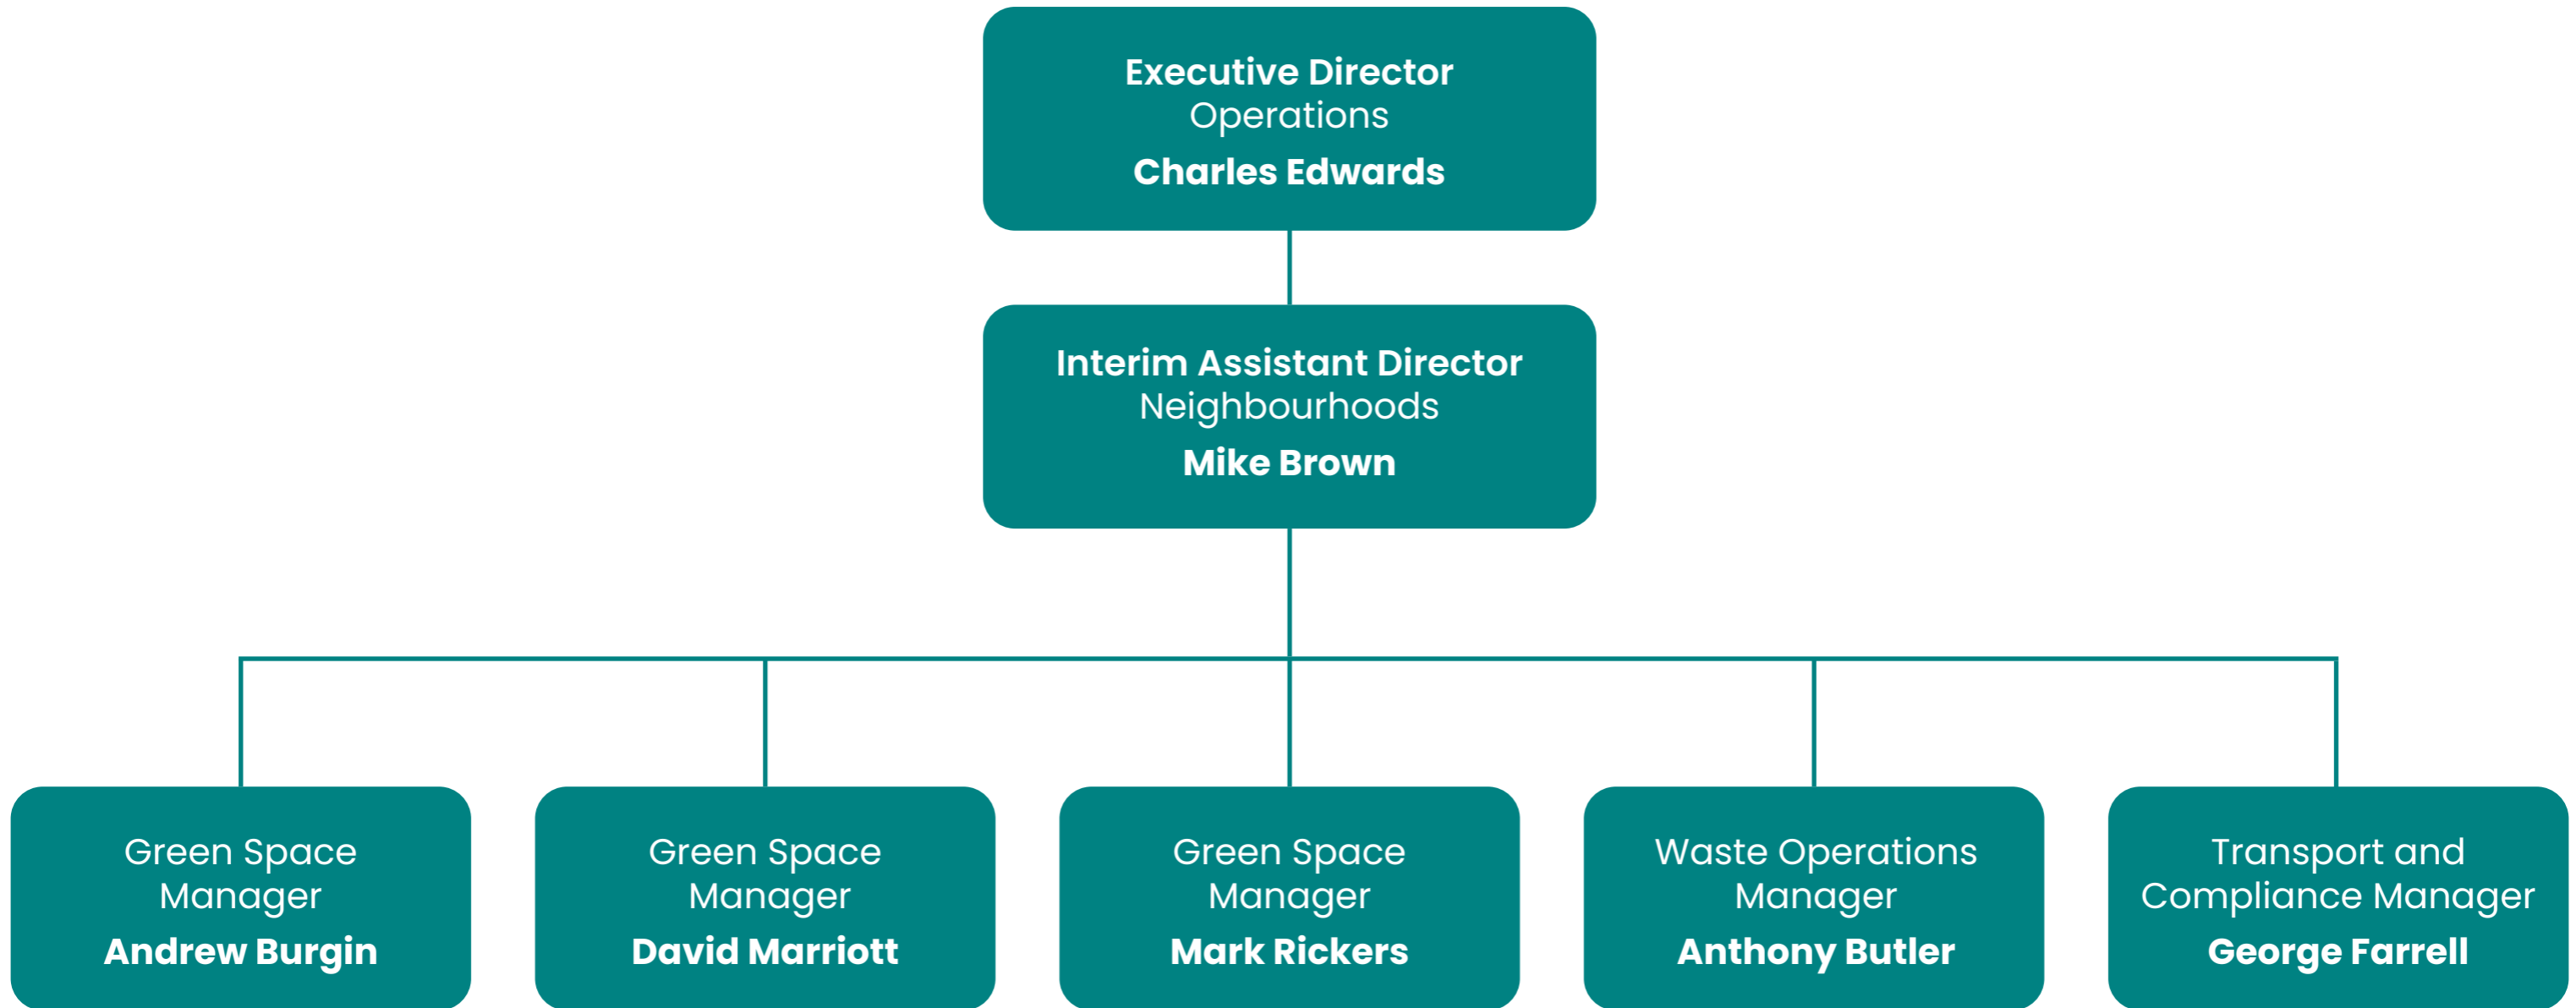 Executive Director
Operations
Charles Edwards
Interim Assistant Director
Neighbourhoods
Mike Brown
Green Space
Manager
Andrew Burgin
Green Space
Manager
David Marriott
Green Space
Manager
Mark Rickers
Waste Operations
Manager
Anthony Butler
Transport and
Compliance Manager
George Farrell